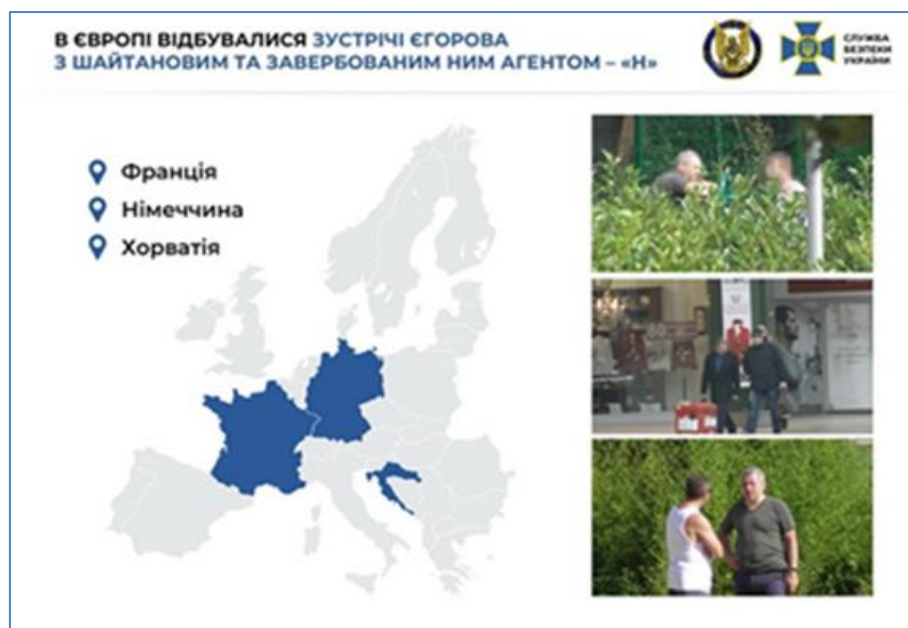 В ЄВРОПІ ВІДБУВАЛИСЯ ЗУСТРІЧІ ЄГОРОВА
З ШАЙТАНОВИМ ТА ЗАВЕРБОВАНИМ НИМ АГЕНТОМ – «Н»
СЛУЖБА
БЕЗПЕКИ
УКРАЇНИ
Франція
Німеччина
Хорватія